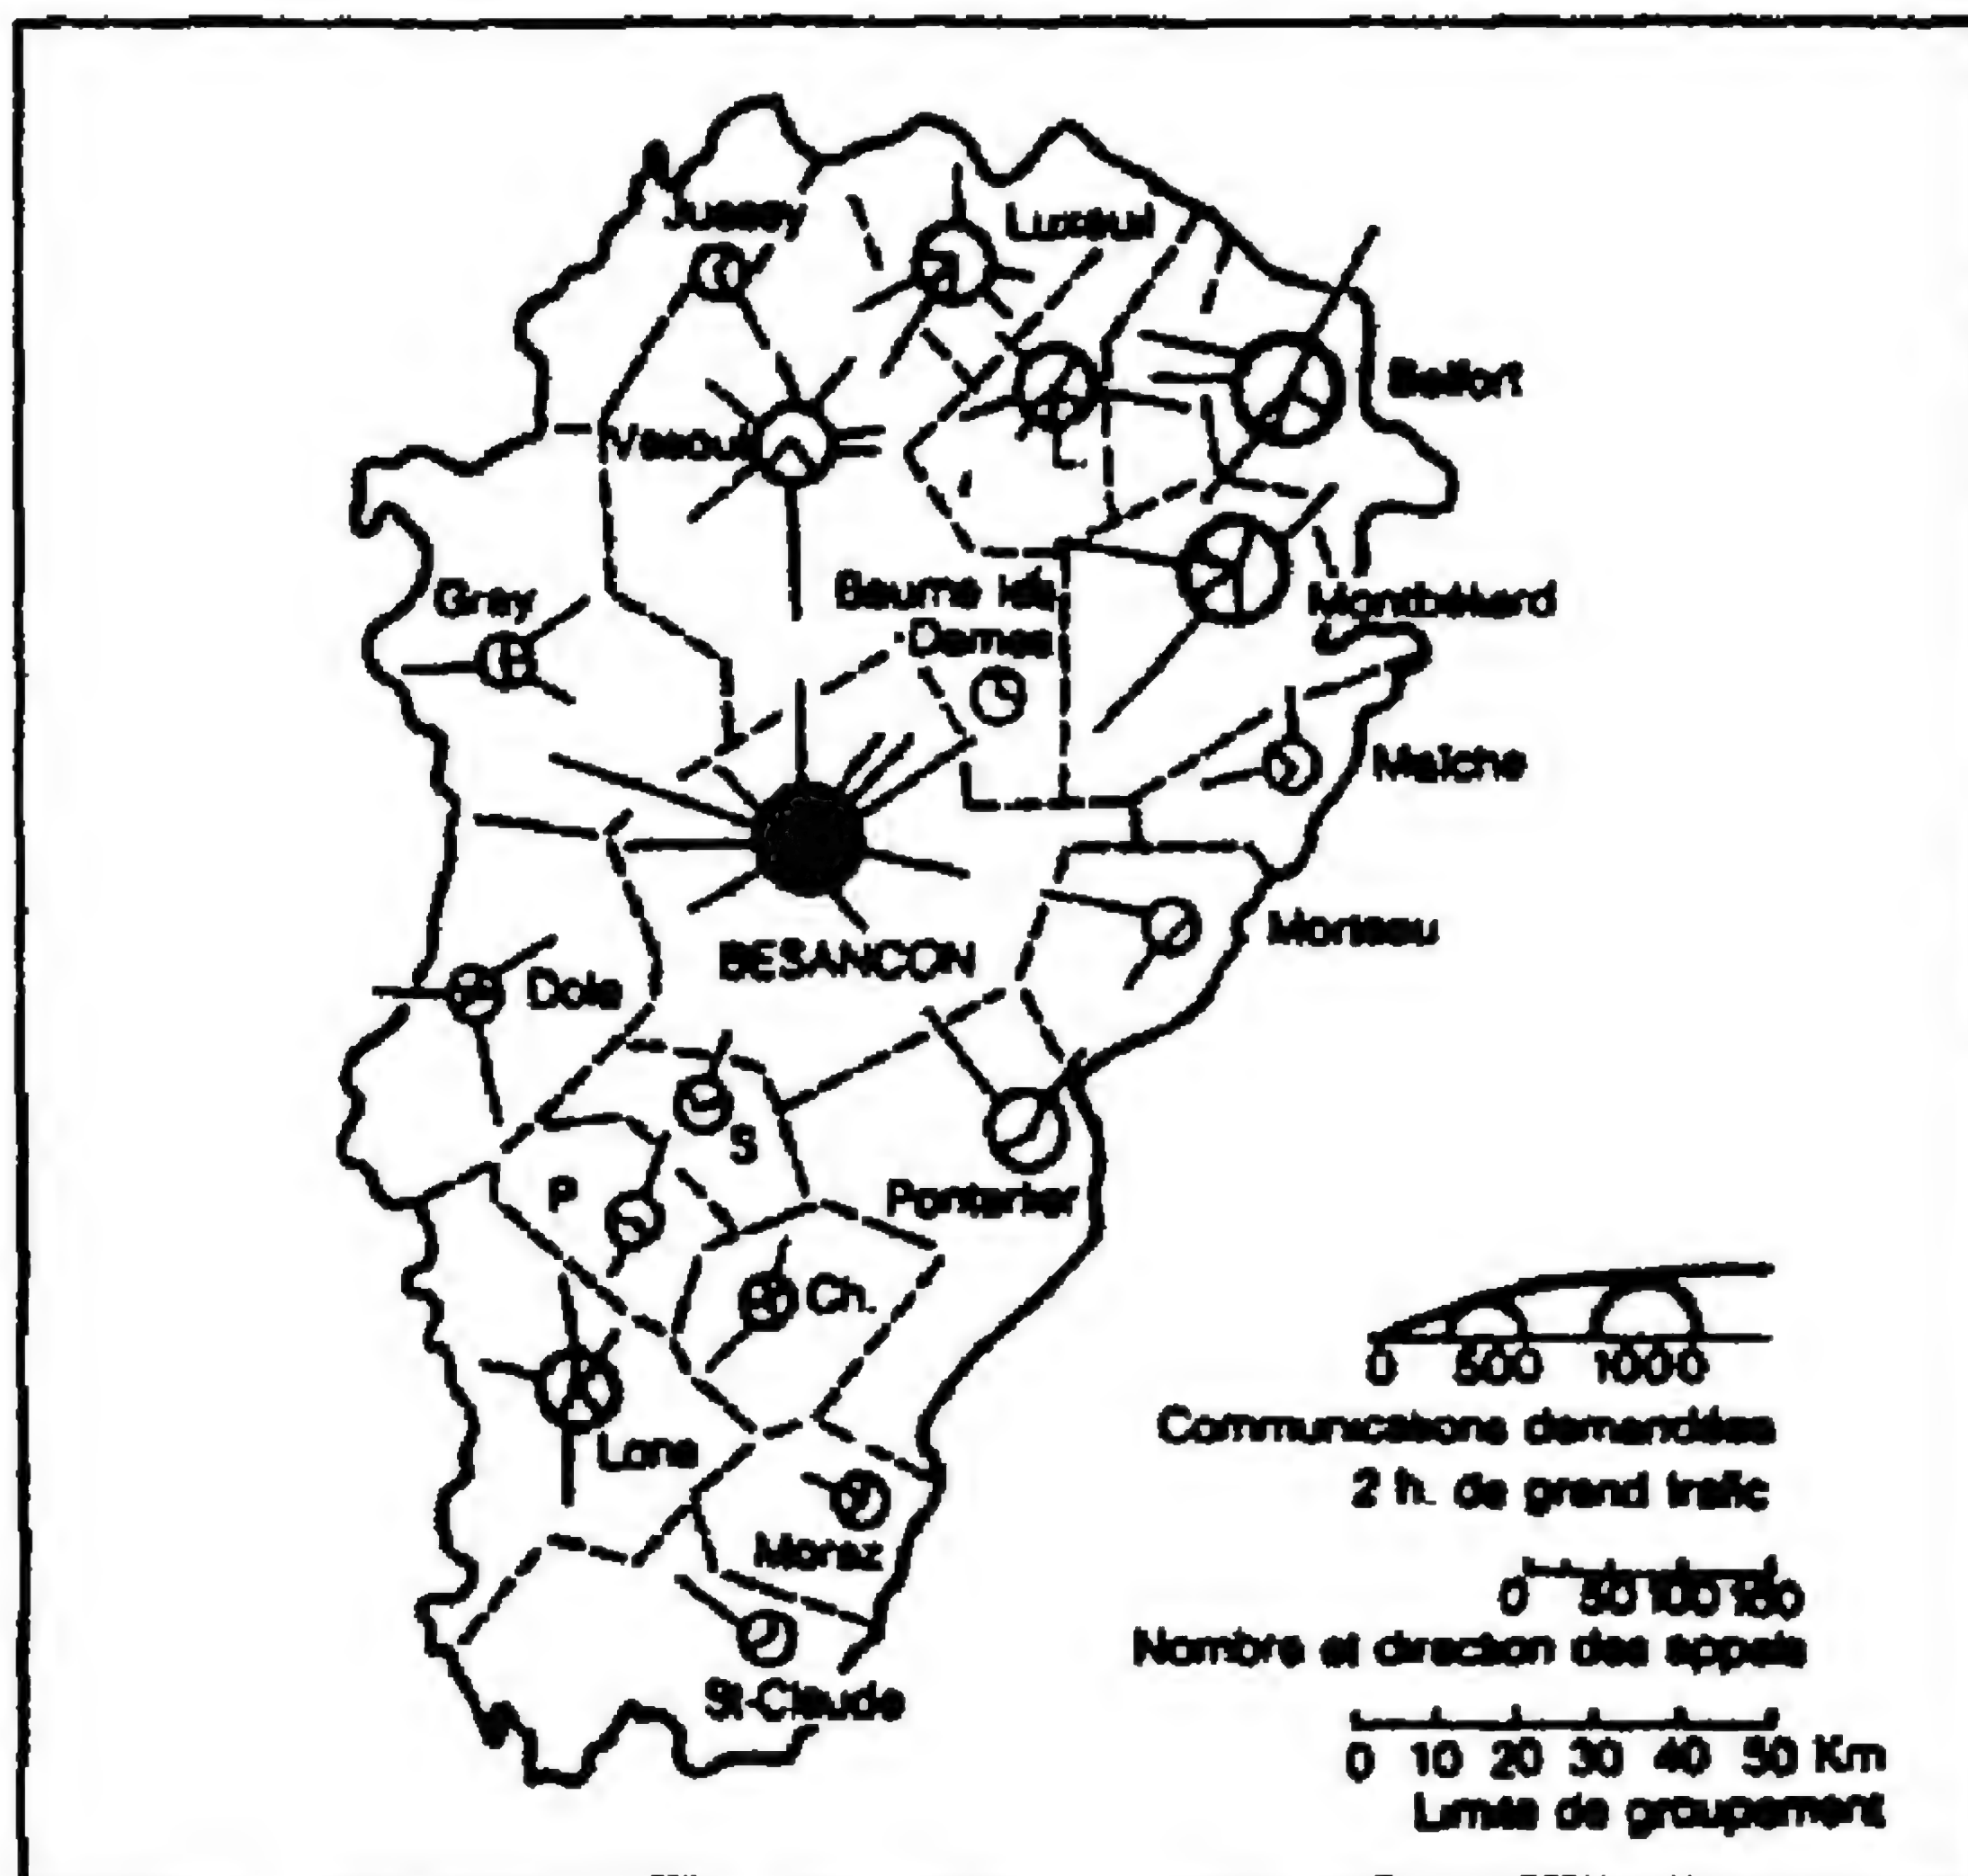 Jussey
Luxeuil
Belfort
Vesoul
L.
Baume les
Dames
Montbéliard
Gray
Maîche
BESANCON
Morteau
Dole
S
P
Pontarlier
Ch.
Lons
Morez
St-Claude
0 500 1000
Communications demandées
2 h. de grand trafic
0 50 100 150
Nombre et direction des appels
0 10 20 30 40 50 Km
Limite de groupement